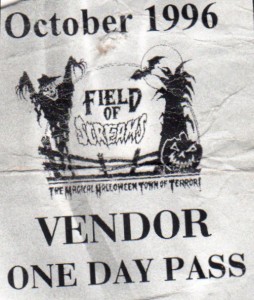 October 1996
FIELD
OF
SCREAMS
THE MAGICAL HALLOWEEN TOWN OF TERROR!
VENDOR
ONE DAY PASS